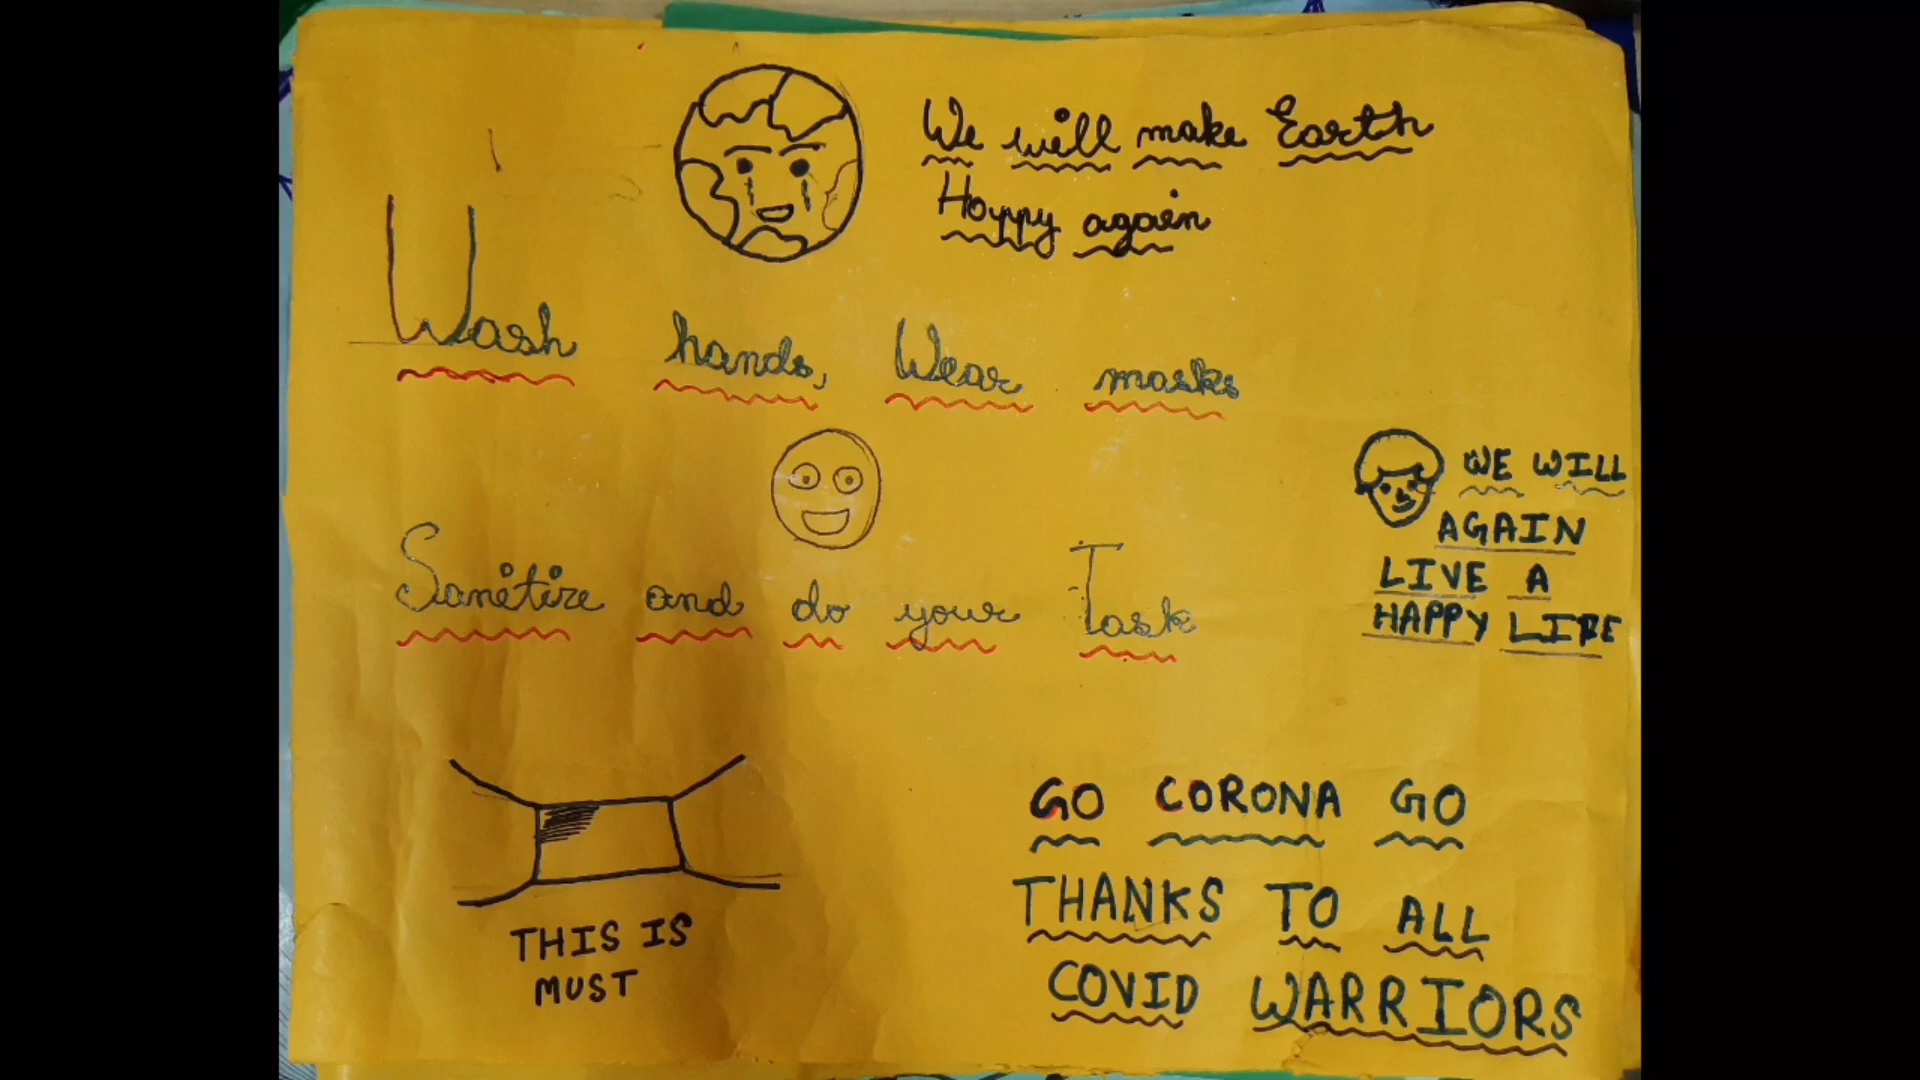 We will make Earth
Happy again
Wash hands, Wear masks
WE WILL
AGAIN
LIVE A
HAPPY LIFE
Sanitize and do your Task
THIS IS
MUST
GO CORONA GO
THANKS TO ALL
COVID WARRIORS